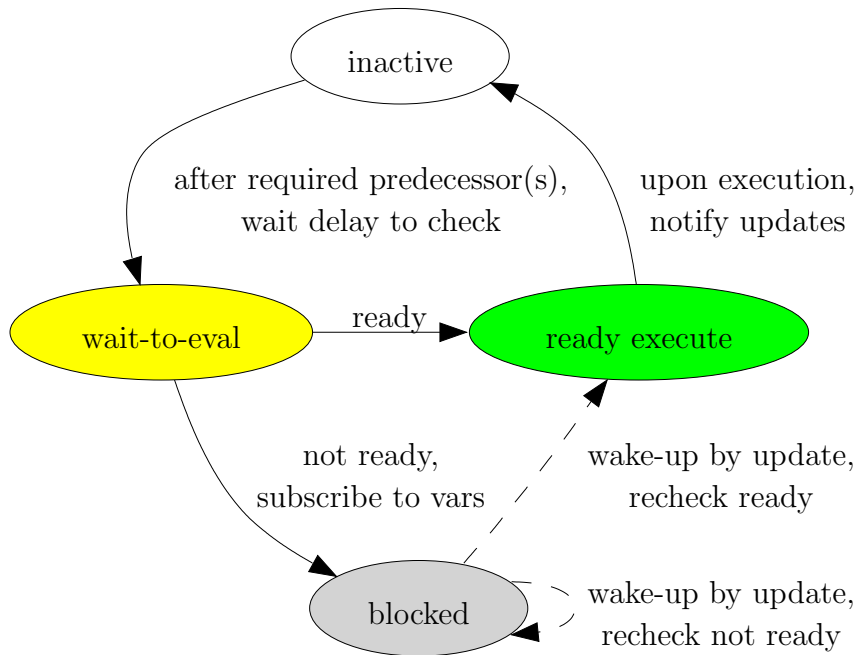 inactive
after required predecessor(s),
wait delay to check
upon execution,
notify updates
wait-to-eval
ready
ready execute
not ready,
subscribe to vars
wake-up by update,
recheck ready
blocked
wake-up by update,
recheck not ready